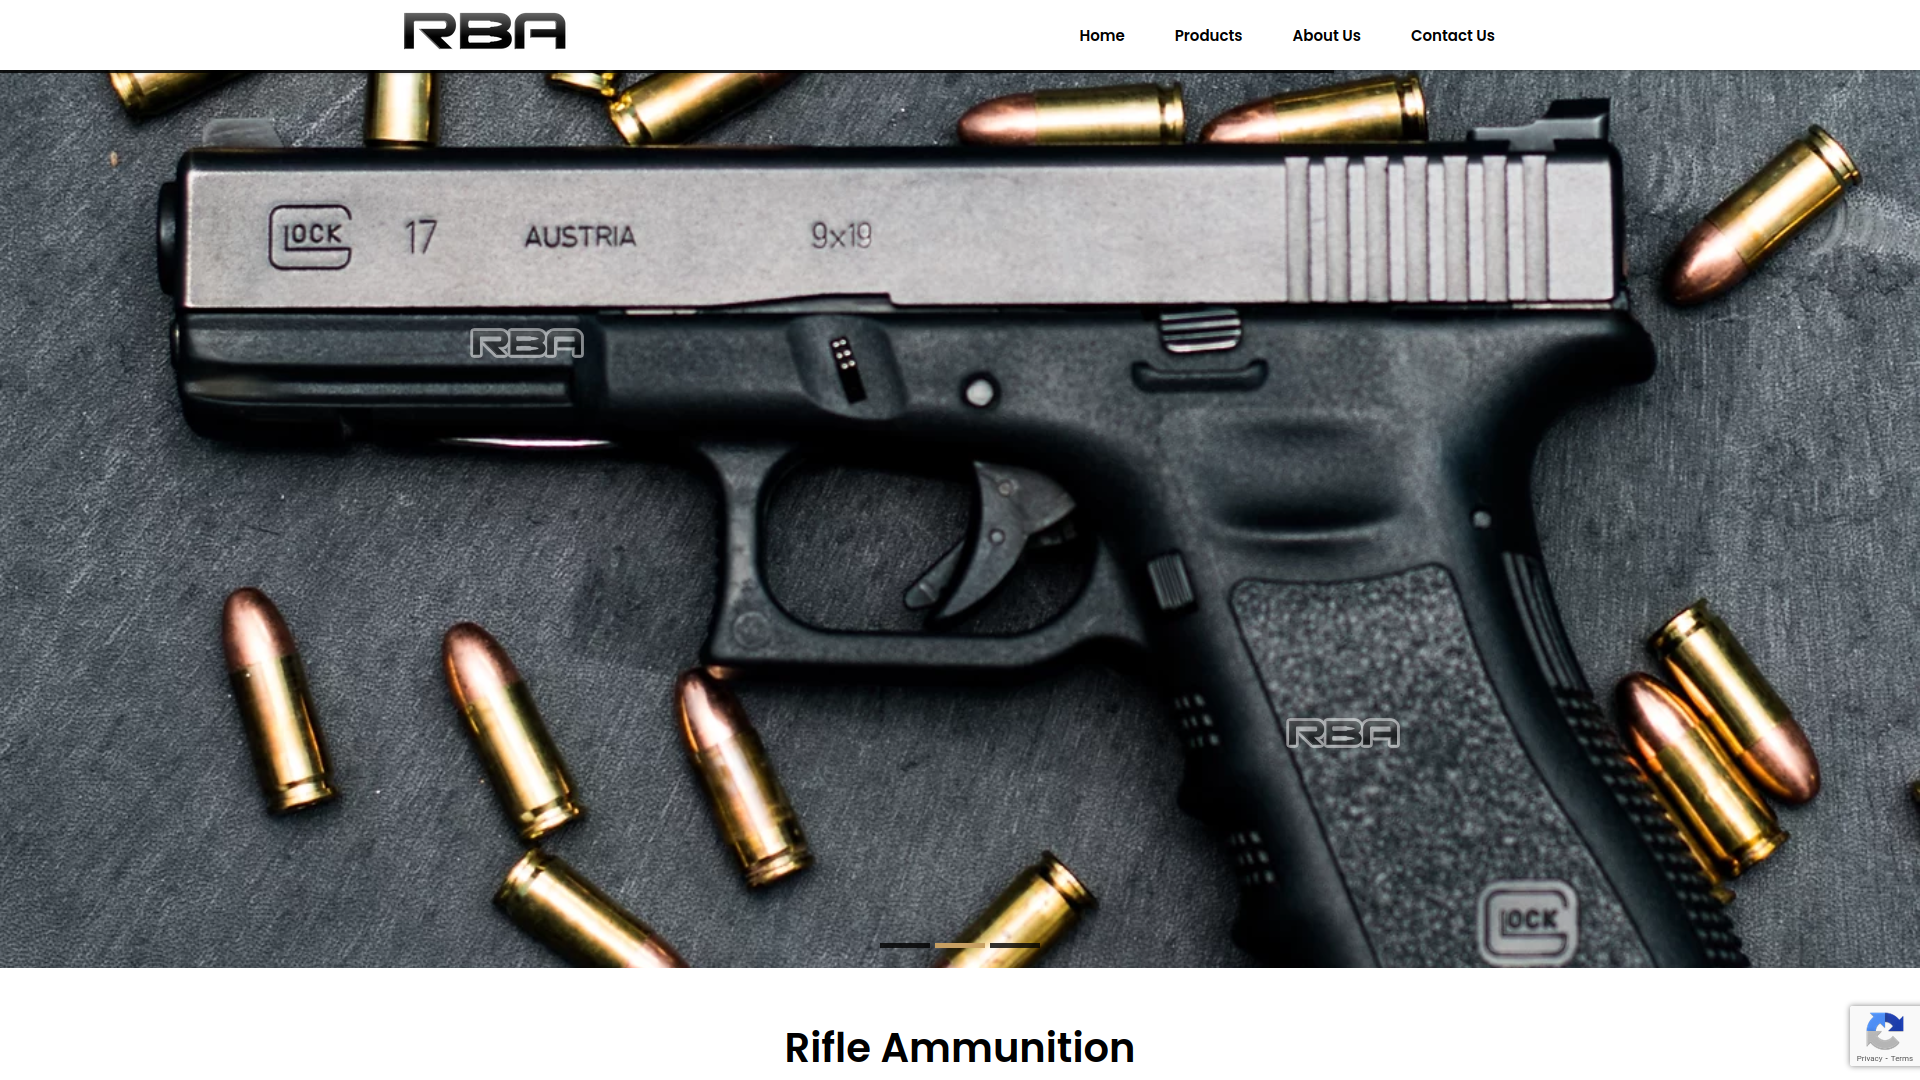 RBA
Home Products About Us Contact Us
GLOCK 17 AUSTRIA 9x19
RBA
RBA
GLOCK
Rifle Ammunition
Privacy - Terms